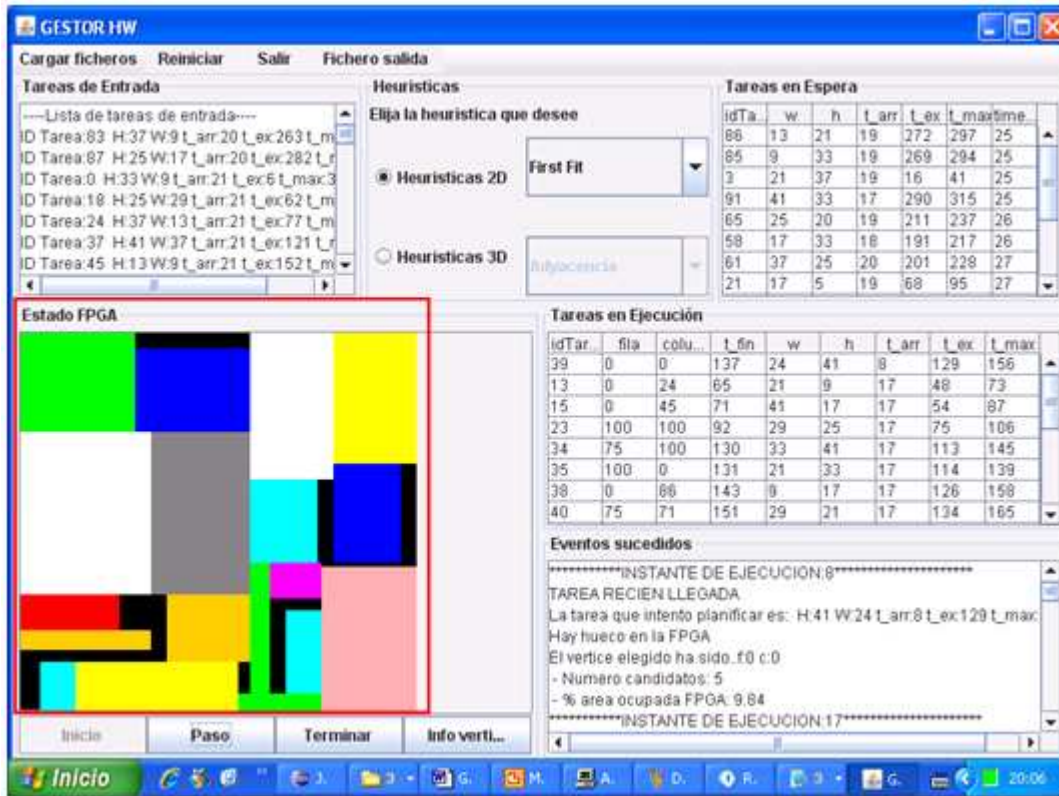 GESTOR HW
Cargar ficheros Reiniciar Salir Fichero salida
Tareas de Entrada
----Lista de tareas de entrada----
ID Tarea:83 H:37 W:9 t_arr:20 t_ex:263 t_m
ID Tarea:87 H:25 W:17 t_arr:20 t_ex:282 t_r
ID Tarea:0 H:33 W:9 t_arr:21 t_ex:6 t_max:3
ID Tarea:18 H:25 W:29 t_arr:21 t_ex:62 t_m
ID Tarea:24 H:37 W:13 t_arr:21 t_ex:77 t_m
ID Tarea:37 H:41 W:37 t_arr:21 t_ex:121 t_r
ID Tarea:45 H:13 W:9 t_arr:21 t_ex:152 t_m
Heuristicas
Elija la heuristica que desee
Heuristicas 2D
First Fit
Heuristicas 3D
Adyacencia
Tareas en Espera
idTa... w h t_arr t_ex t_max time...
86 13 21 19 272 297 25
85 9 33 19 269 294 25
3 21 37 19 16 41 25
91 41 33 17 290 315 25
65 25 20 19 211 237 26
58 17 33 18 191 217 26
61 37 25 20 201 228 27
21 17 5 19 68 95 27
Estado FPGA
Tareas en Ejecución
idTar... fila colu... t_fin w h t_arr t_ex t_max
39 0 0 137 24 41 8 129 156
13 0 24 65 21 9 17 48 73
15 0 45 71 41 17 17 54 87
23 100 100 92 29 25 17 75 106
34 75 100 130 33 41 17 113 145
35 100 0 131 21 33 17 114 139
38 0 86 143 9 17 17 126 158
40 75 71 151 29 21 17 134 165
Eventos sucedidos
***********INSTANTE DE EJECUCION:8*********************
TAREA RECIEN LLEGADA
La tarea que intento planificar es: H:41 W:24 t_arr:8 t_ex:129 t_max:
Hay hueco en la FPGA
El vertice elegido ha sido..f:0 c:0
- Numero candidatos: 5
- % area ocupada FPGA: 9.84
***********INSTANTE DE EJECUCION:17*********************
Inicio Paso Terminar Info verti...
Inicio J. 3 G. M. A. D. R. 3 G. 20:06